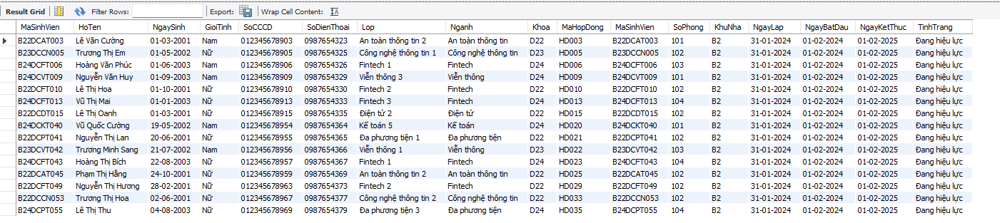 Result Grid Filter Rows: Export: Wrap Cell Content:
MaSinhVien HoTen NgaySinh GioiTinh SoCCCD SoDienThoai Lop Nganh Khoa MaHopDong MaSinhVien SoPhong KhuNha NgayLap NgayBatDau NgayKetThuc TinhTrang
B22DCAT003 Lê Văn Cường 01-03-2001 Nam 012345678903 0987654323 An toàn thông tin 2 An toàn thông tin D22 HD003 B22DCAT003 101 B2 31-01-2024 01-02-2024 01-02-2025 Đang hiệu lực
B23DCCN005 Trương Thị Em 01-05-2002 Nữ 012345678905 0987654325 Công nghệ thông tin 1 Công nghệ thông tin D23 HD005 B23DCCN005 102 B2 31-01-2024 01-02-2024 01-02-2025 Đang hiệu lực
B24DCFT006 Hoàng Văn Phúc 01-06-2003 Nam 012345678906 0987654326 Fintech 1 Fintech D24 HD006 B24DCFT006 103 B2 31-01-2024 01-02-2024 01-02-2025 Đang hiệu lực
B24DCVT009 Nguyễn Văn Huy 01-09-2003 Nam 012345678909 0987654329 Viễn thông 3 Viễn thông D24 HD009 B24DCVT009 101 B2 31-01-2024 01-02-2024 01-02-2025 Đang hiệu lực
B22DCFT010 Lê Thị Hoa 01-10-2001 Nữ 012345678910 0987654330 Fintech 2 Fintech D22 HD010 B22DCFT010 102 B2 31-01-2024 01-02-2024 01-02-2025 Đang hiệu lực
B24DCFT013 Vũ Thị Mai 01-01-2003 Nữ 012345678913 0987654333 Fintech 3 Fintech D24 HD013 B24DCFT013 104 B2 31-01-2024 01-02-2024 01-02-2025 Đang hiệu lực
B22DCDT015 Lê Thị Oanh 01-03-2001 Nữ 012345678915 0987654335 Điện tử 2 Điện tử D22 HD015 B22DCDT015 102 B2 31-01-2024 01-02-2024 01-02-2025 Đang hiệu lực
B24DCKT040 Vũ Quốc Cường 19-05-2002 Nam 012345678954 0987654364 Kế toán 5 Kế toán D24 HD020 B24DCKT040 101 B2 31-01-2024 01-02-2024 01-02-2025 Đang hiệu lực
B22DCPT041 Nguyễn Thị Lan 20-06-2001 Nữ 012345678955 0987654365 Đa phương tiện 1 Đa phương tiện D22 HD021 B22DCPT041 102 B2 31-01-2024 01-02-2024 01-02-2025 Đang hiệu lực
B23DCVT042 Trương Minh Sang 21-07-2002 Nam 012345678956 0987654366 Viễn thông 1 Viễn thông D23 HD022 B23DCVT042 103 B2 31-01-2024 01-02-2024 01-02-2025 Đang hiệu lực
B24DCFT043 Hoàng Thị Bích 22-08-2003 Nữ 012345678957 0987654367 Fintech 1 Fintech D24 HD023 B24DCFT043 104 B2 31-01-2024 01-02-2024 01-02-2025 Đang hiệu lực
B22DCAT045 Phạm Thị Hằng 24-10-2001 Nữ 012345678959 0987654369 An toàn thông tin 2 An toàn thông tin D22 HD025 B22DCAT045 102 B2 31-01-2024 01-02-2024 01-02-2025 Đang hiệu lực
B22DCFT049 Nguyễn Thị Hương 28-02-2001 Nữ 012345678963 0987654373 Fintech 2 Fintech D22 HD029 B22DCFT049 102 B2 31-01-2024 01-02-2024 01-02-2025 Đang hiệu lực
B22DCCN053 Trương Thị Hoa 02-06-2001 Nữ 012345678967 0987654377 Công nghệ thông tin 2 Công nghệ thông tin D22 HD033 B22DCCN053 102 B2 31-01-2024 01-02-2024 01-02-2025 Đang hiệu lực
B24DCPT055 Lê Thị Thu 04-08-2003 Nữ 012345678969 0987654379 Đa phương tiện 3 Đa phương tiện D24 HD035 B24DCPT055 104 B2 31-01-2024 01-02-2024 01-02-2025 Đang hiệu lực